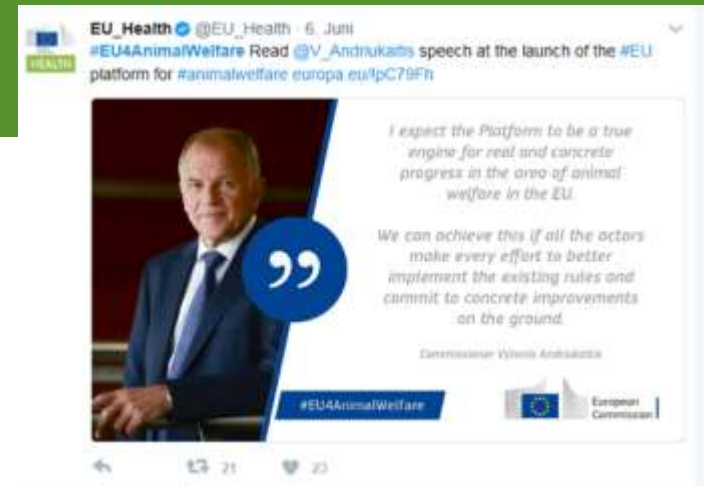 EU_Health @EU_Health · 6. Juni
#EU4AnimalWelfare Read @V_Andriukaitis speech at the launch of the #EU
platform for #animalwelfare europa.eu/!pC79Fh
HEALTH
I expect the Platform to be a true
engine for real and concrete
progress in the area of animal
welfare in the EU.
We can achieve this if all the actors
make every effort to better
implement the existing rules and
commit to concrete improvements
on the ground.
Commissioner Vytenis Andriukaitis
”
#EU4AnimalWelfare
European
Commission
21 23